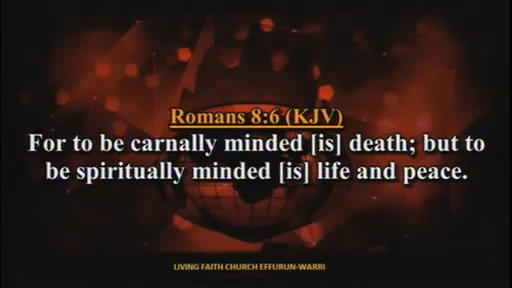 Romans 8:6 (KJV)
For to be carnally minded [is] death; but to
be spiritually minded [is] life and peace.
LIVING FAITH CHURCH EFFURUN-WARRI